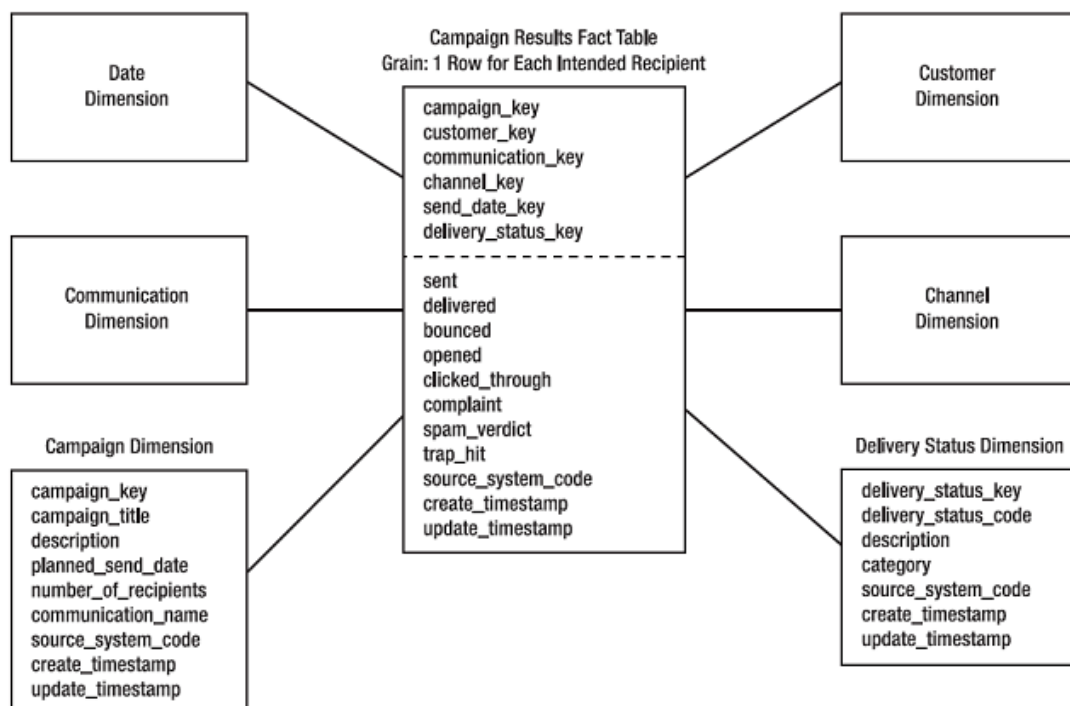 Date
Dimension
Campaign Results Fact Table
Grain: 1 Row for Each Intended Recipient
campaign_key
customer_key
communication_key
channel_key
send_date_key
delivery_status_key
sent
delivered
bounced
opened
clicked_through
complaint
spam_verdict
trap_hit
source_system_code
create_timestamp
update_timestamp
Customer
Dimension
Communication
Dimension
Channel
Dimension
Campaign Dimension
campaign_key
campaign_title
description
planned_send_date
number_of_recipients
communication_name
source_system_code
create_timestamp
update_timestamp
Delivery Status Dimension
delivery_status_key
delivery_status_code
description
category
source_system_code
create_timestamp
update_timestamp